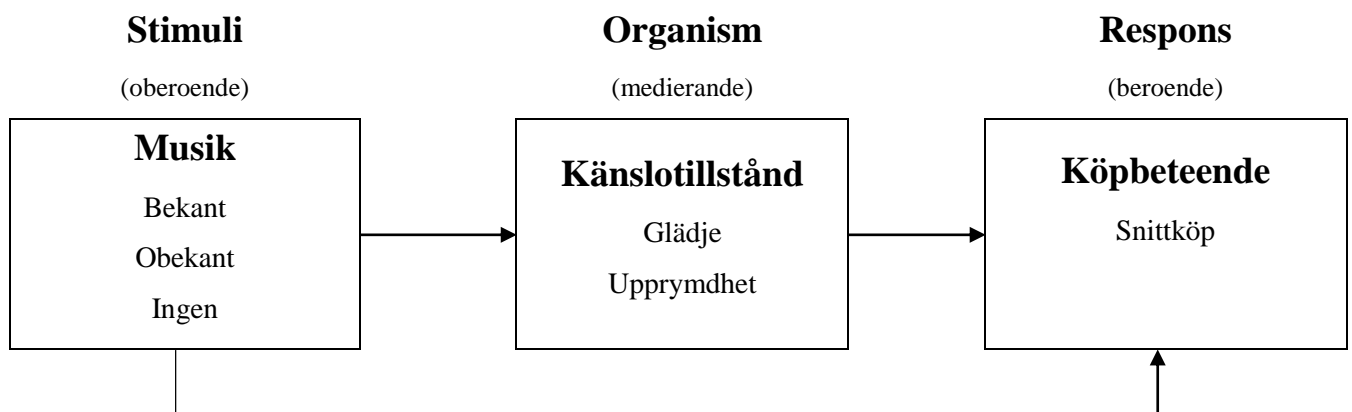 Stimuli
(oberoende)
Organism
(medierande)
Respons
(beroende)
Musik
Bekant
Obekant
Ingen
Känslotillstånd
Glädje
Upprymdhet
Köpbeteende
Snittköp